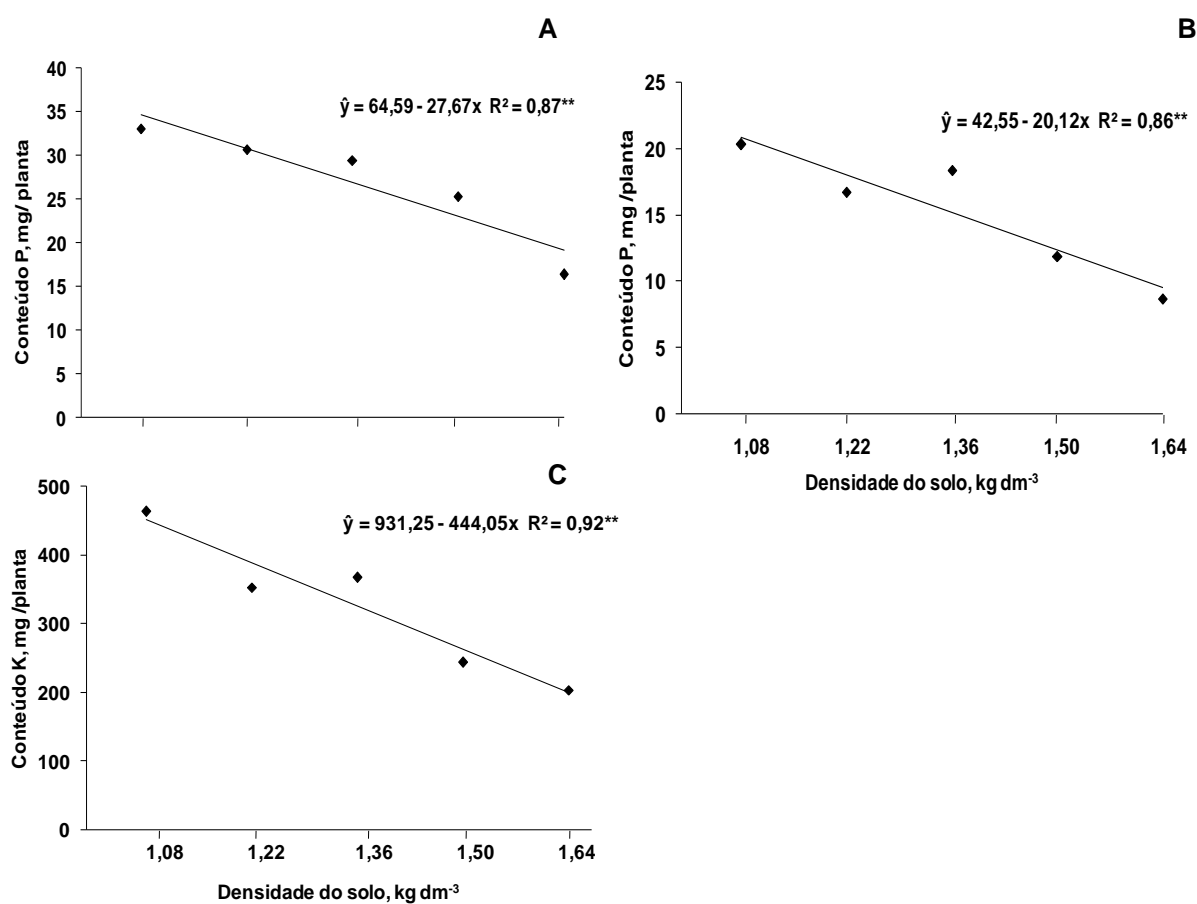 A
Conteúdo P, mg/ planta
40
35
30
25
20
15
10
5
0
ŷ = 64,59 - 27,67x R² = 0,87**
B
Conteúdo P, mg /planta
25
20
15
10
5
0
ŷ = 42,55 - 20,12x R² = 0,86**
1,08 1,22 1,36 1,50 1,64
Densidade do solo, kg dm⁻³
C
Conteúdo K, mg /planta
500
400
300
200
100
0
ŷ = 931,25 - 444,05x R² = 0,92**
1,08 1,22 1,36 1,50 1,64
Densidade do solo, kg dm⁻³